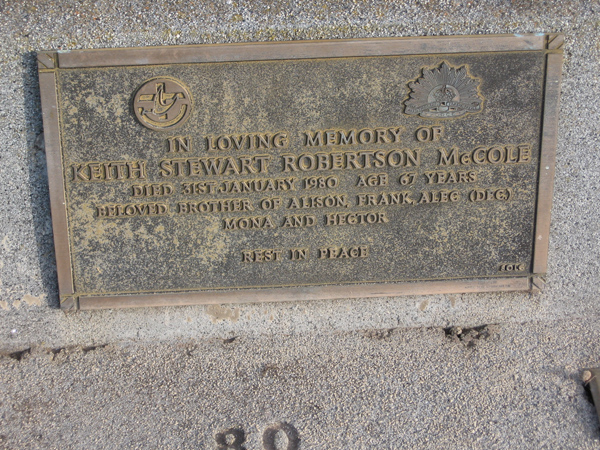 IN LOVING MEMORY OF
KEITH STEWART ROBERTSON McCOLE
DIED 31ST JANUARY 1980 AGE 67 YEARS
BELOVED BROTHER OF ALISON, FRANK, ALEC (DEC)
MONA AND HECTOR
REST IN PEACE
80